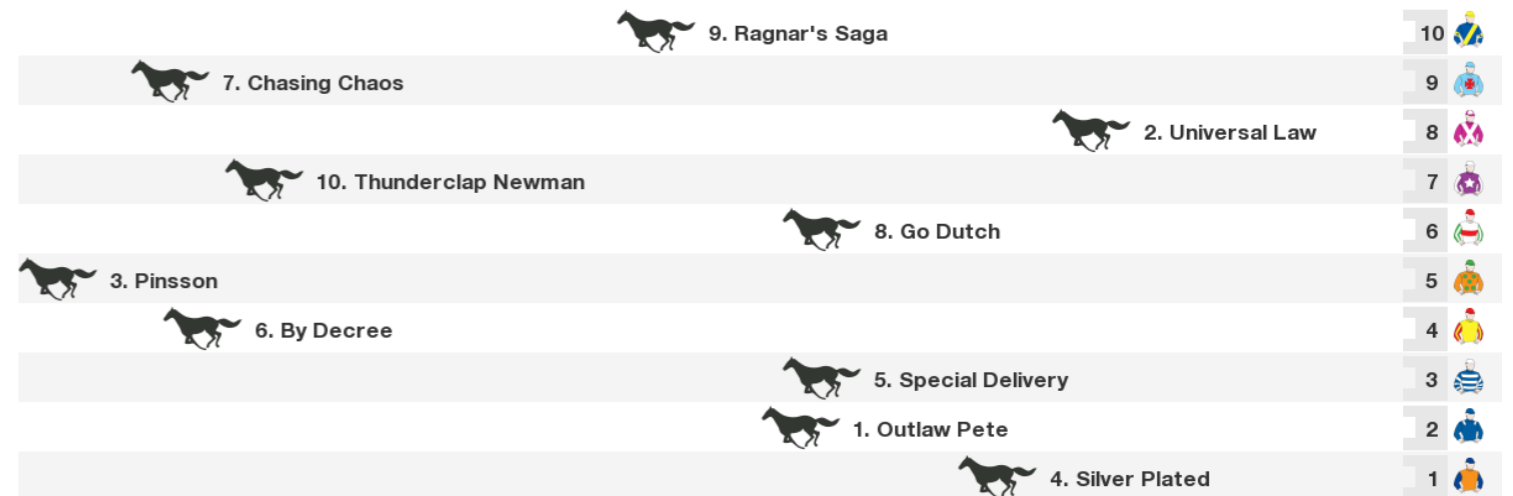 9. Ragnar's Saga 10
7. Chasing Chaos 9
2. Universal Law 8
10. Thunderclap Newman 7
8. Go Dutch 6
3. Pinsson 5
6. By Decree 4
5. Special Delivery 3
1. Outlaw Pete 2
4. Silver Plated 1